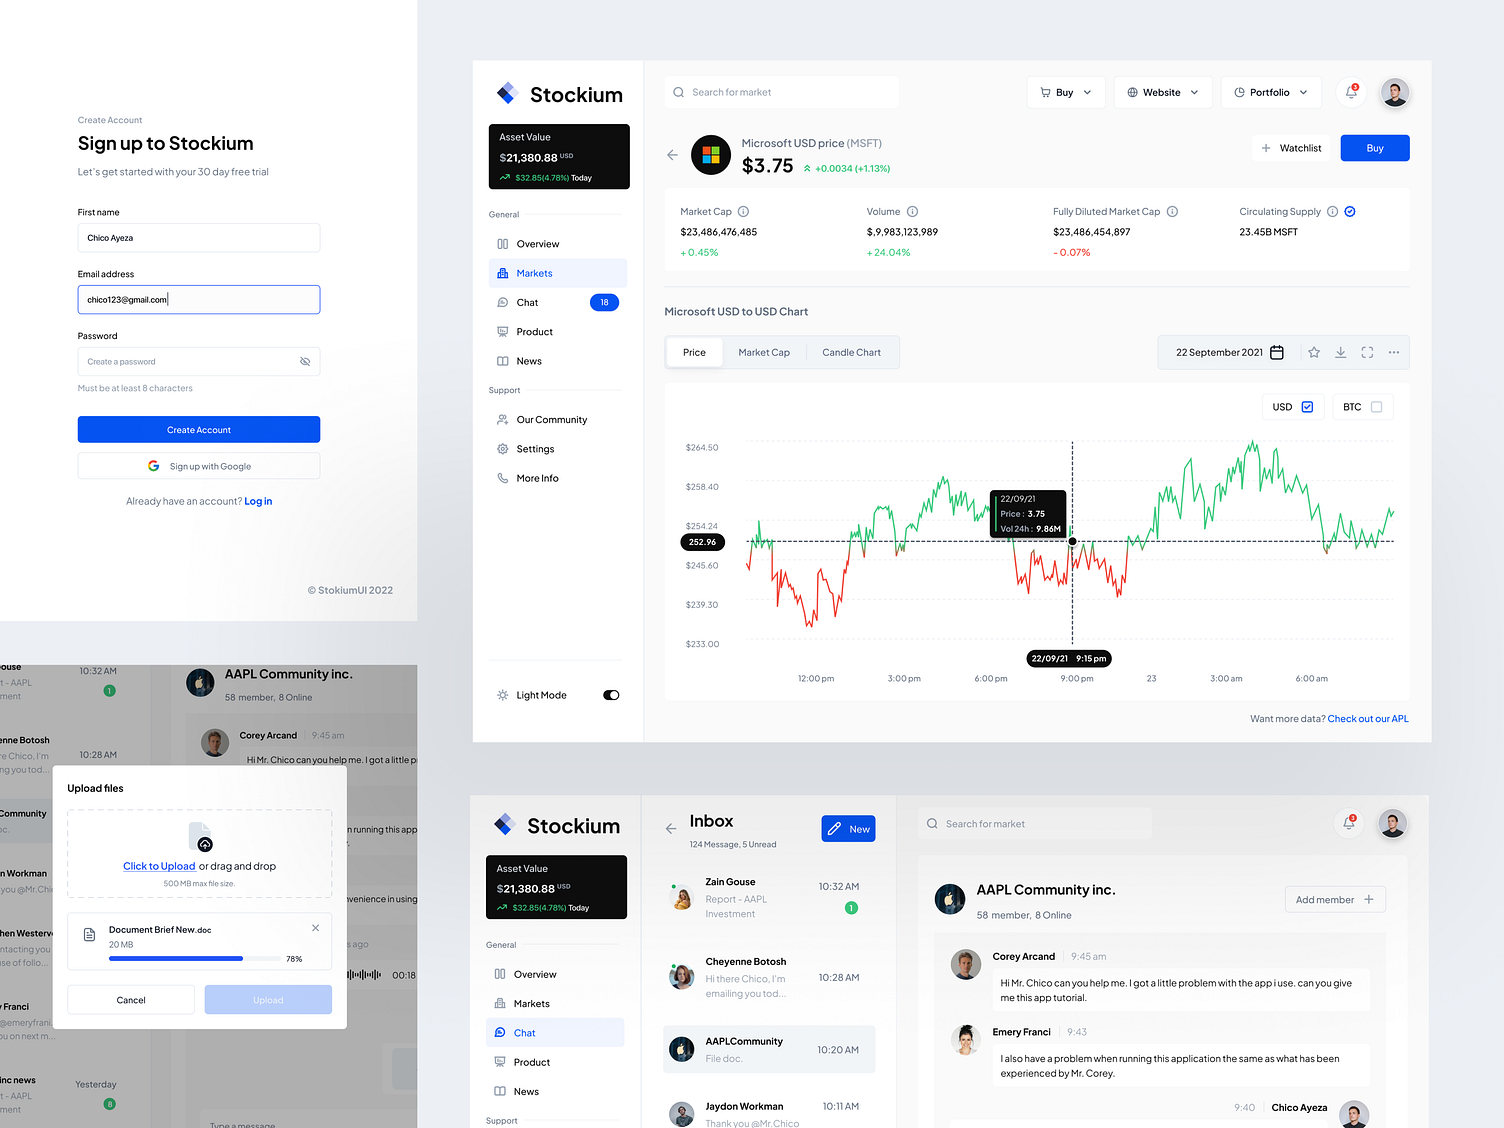 Create Account
Sign up to Stockium
Let's get started with your 30 day free trial
First name
Chico Ayeza
Email address
chico123@gmail.com
Password
Create a password
Must be at least 8 characters
Create Account
Sign up with Google
Already have an account? Log in
© StokiumUI 2022
Stockium
Asset Value
$21,380.88 USD
$32.85(4.78%) Today
General
Overview
Markets
Chat 18
Product
News
Support
Our Community
Settings
More Info
Light Mode
Search for market
Buy
Website
Portfolio
3
Microsoft USD price (MSFT)
$3.75 +0.0034 (+1.13%)
Watchlist
Buy
Market Cap
$23,486,476,485
+ 0.45%
Volume
$,9,983,123,989
+ 24.04%
Fully Diluted Market Cap
$23,486,454,897
- 0.07%
Circulating Supply
23.45B MSFT
Microsoft USD to USD Chart
Price
Market Cap
Candle Chart
22 September 2021
USD
BTC
$264.50
$258.40
$254.24
252.96
$245.60
$239.30
$233.00
22/09/21
Price : 3.75
Vol 24h : 9.86M
22/09/21 9:15 pm
12:00 pm
3:00 pm
6:00 pm
9:00 pm
23
3:00 am
6:00 am
Want more data? Check out our APL
ouse 10:32 AM
rt - AAPL
ment
1
enne Botosh
re Chico, I'm 10:28 AM
ng you tod...
Community
oc.
n Workman
you @Mr.Chic
hen Westerv
ntacting you
se of follo...
y Franci
@emeryfrani.
ou on next m...
inc news Yesterday
t - AAPL
tment
8
AAPL Community inc.
58 member, 8 Online
Corey Arcand 9:45 am
Hi Mr. Chico can you help me. I got a little p
n running this app
r.
nvenience in using
s ago
00:18
Type a message
Upload files
Click to Upload or drag and drop
500 MB max file size.
Document Brief New.doc
20 MB
78%
Cancel
Upload
Stockium
Asset Value
$21,380.88 USD
$32.85(4.78%) Today
General
Overview
Markets
Chat
Product
News
Support
Inbox
124 Message, 5 Unread
New
Zain Gouse 10:32 AM
Report - AAPL
Investment
1
Cheyenne Botosh
Hi there Chico, I'm 10:28 AM
emailing you tod...
AAPLCommunity 10:20 AM
File doc.
Jaydon Workman 10:11 AM
Thank you @Mr.Chico
Search for market
3
AAPL Community inc.
58 member, 8 Online
Add member
Corey Arcand 9:45 am
Hi Mr. Chico can you help me. I got a little problem with the app i use. can you give
me this app tutorial.
Emery Franci 9:43
I also have a problem when running this application the same as what has been
experienced by Mr. Corey.
9:40 Chico Ayeza